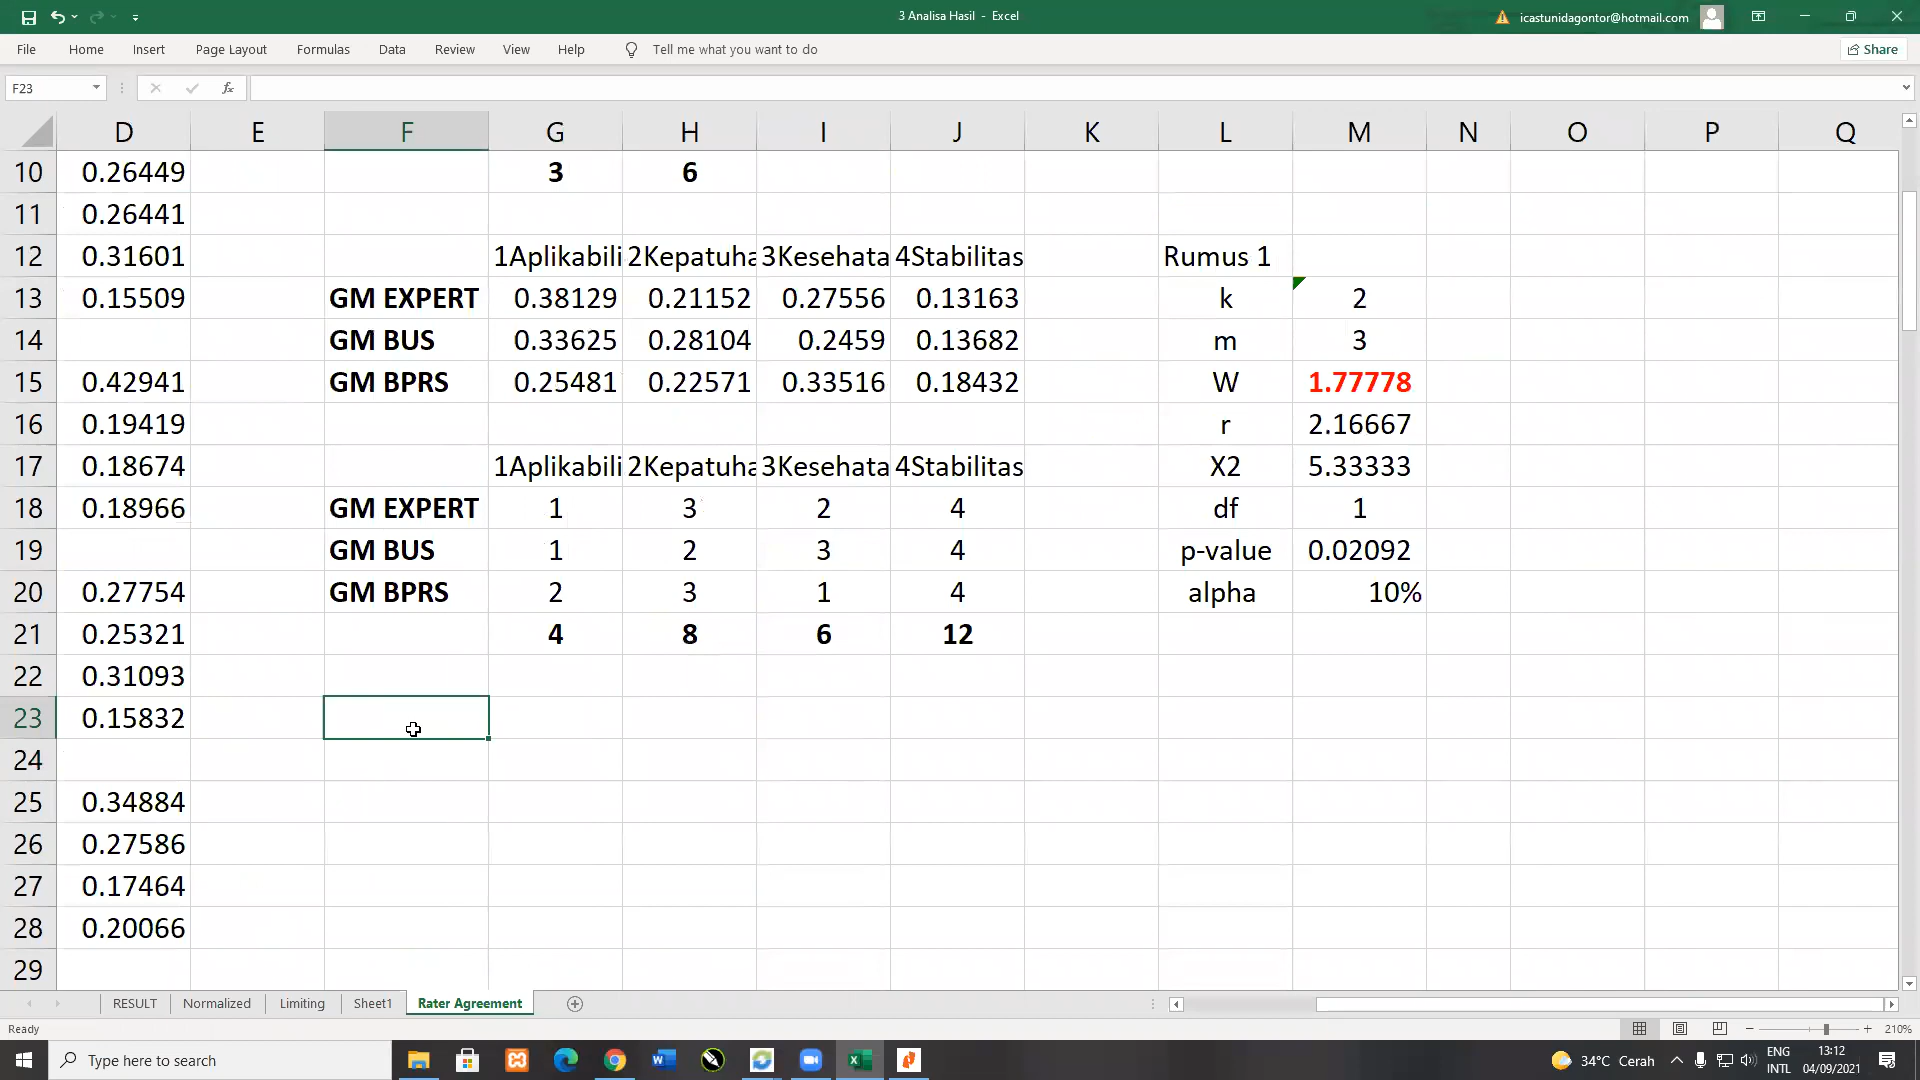 3 Analisa Hasil - Excel
icastunidagontor@hotmail.com
File Home Insert Page Layout Formulas Data Review View Help Tell me what you want to do Share
F23 fx
D E F G H I J K L M N O P Q
10 0.26449 3 6
11 0.26441
12 0.31601 1Aplikabili 2Kepatuha 3Kesehata 4Stabilitas Rumus 1
13 0.15509 GM EXPERT 0.38129 0.21152 0.27556 0.13163 k 2
14 GM BUS 0.33625 0.28104 0.2459 0.13682 m 3
15 0.42941 GM BPRS 0.25481 0.22571 0.33516 0.18432 W 1.77778
16 0.19419 r 2.16667
17 0.18674 1Aplikabili 2Kepatuha 3Kesehata 4Stabilitas X2 5.33333
18 0.18966 GM EXPERT 1 3 2 4 df 1
19 GM BUS 1 2 3 4 p-value 0.02092
20 0.27754 GM BPRS 2 3 1 4 alpha 10%
21 0.25321 4 8 6 12
22 0.31093
23 0.15832
24
25 0.34884
26 0.27586
27 0.17464
28 0.20066
29
RESULT Normalized Limiting Sheet1 Rater Agreement
Ready 210%
Type here to search 34°C Cerah ENG 13:12
INTL 04/09/2021